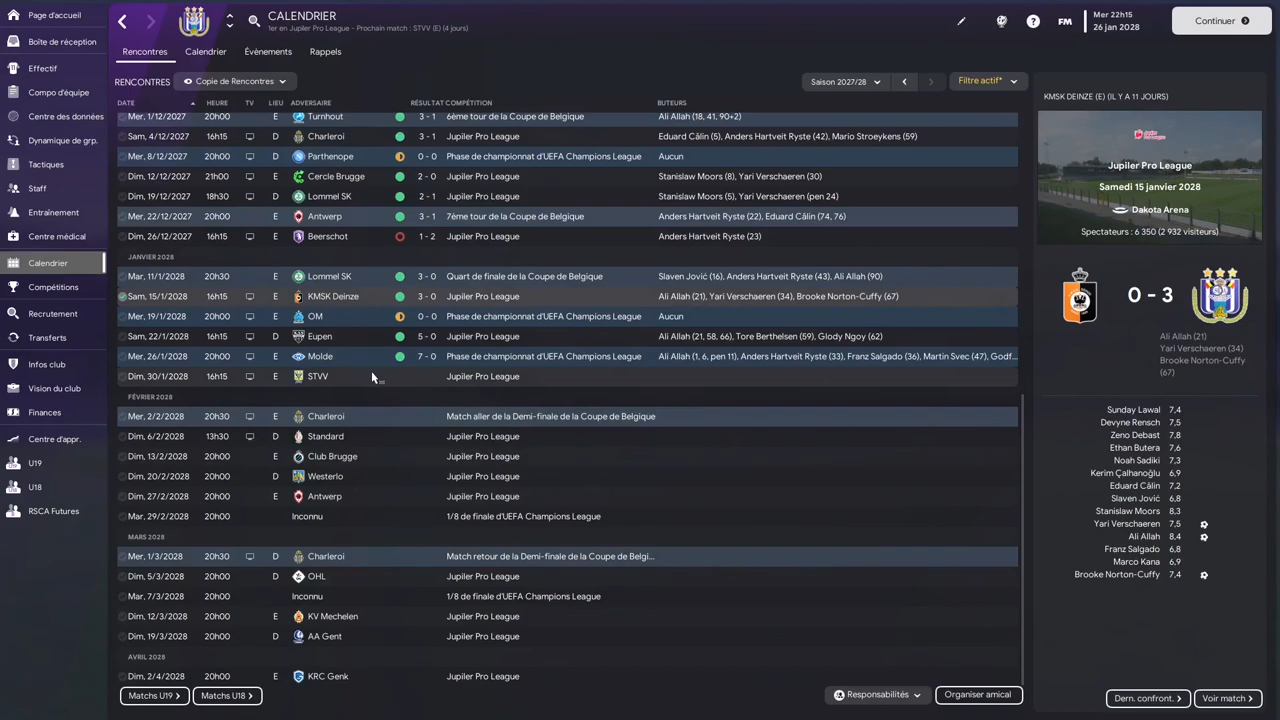 Page d'accueil
Boîte de réception
Effectif
Compo d'équipe
Centre des données
Dynamique de grp.
Tactiques
Staff
Entrainement
Centre médical
Calendrier
Compétitions
Recrutement
Transferts
Infos club
Vision du club
Finances
Centre d'appr.
U19
U18
RSCA Futures
CALENDRIER
1er en Jupiler Pro League - Prochain match : STVV (E) (4 jours)
FM
Mer 22h15
26 jan 2028
Continuer
Rencontres Calendrier Événements Rappels
RENCONTRES Copie de Rencontres Saison 2027/28 Filtre actif*
DATE HEURE TV LIEU ADVERSAIRE RÉSULTAT COMPÉTITION BUTEURS
Mer, 1/12/2027 20h00 E Turnhout 3 - 1 6ème tour de la Coupe de Belgique Ali Allah (18, 41, 90+2)
Sam, 4/12/2027 16h15 D Charleroi 3 - 1 Jupiler Pro League Eduard Călin (5), Anders Hartveit Ryste (42), Mario Stroeykens (59)
Mer, 8/12/2027 20h00 D Parthenope 0 - 0 Phase de championnat d'UEFA Champions League Aucun
Dim, 12/12/2027 21h00 E Cercle Brugge 2 - 0 Jupiler Pro League Stanislaw Moors (8), Yari Verschaeren (30)
Dim, 19/12/2027 18h30 D Lommel SK 2 - 1 Jupiler Pro League Stanislaw Moors (5), Yari Verschaeren (pen 24)
Mer, 22/12/2027 20h00 E Antwerp 3 - 1 7ème tour de la Coupe de Belgique Anders Hartveit Ryste (22), Eduard Călin (74, 76)
Dim, 26/12/2027 16h15 E Beerschot 1 - 2 Jupiler Pro League Anders Hartveit Ryste (23)
JANVIER 2028
Mar, 11/1/2028 20h30 E Lommel SK 3 - 0 Quart de finale de la Coupe de Belgique Slaven Jović (16), Anders Hartveit Ryste (43), Ali Allah (90)
Sam, 15/1/2028 16h15 E KMSK Deinze 3 - 0 Jupiler Pro League Ali Allah (21), Yari Verschaeren (34), Brooke Norton-Cuffy (67)
Mer, 19/1/2028 20h00 E OM 0 - 0 Phase de championnat d'UEFA Champions League Aucun
Sam, 22/1/2028 16h15 D Eupen 5 - 0 Jupiler Pro League Ali Allah (21, 58, 66), Tore Berthelsen (59), Glody Ngoy (62)
Mer, 26/1/2028 20h00 E Molde 7 - 0 Phase de championnat d'UEFA Champions League Ali Allah (1, 6, pen 11), Anders Hartveit Ryste (33), Franz Salgado (36), Martin Svec (47), Godf...
Dim, 30/1/2028 16h15 E STVV Jupiler Pro League
FÉVRIER 2028
Mer, 2/2/2028 20h30 E Charleroi Match aller de la Demi-finale de la Coupe de Belgique
Dim, 6/2/2028 13h30 D Standard Jupiler Pro League
Dim, 13/2/2028 20h00 E Club Brugge Jupiler Pro League
Dim, 20/2/2028 20h00 D Westerlo Jupiler Pro League
Dim, 27/2/2028 20h00 E Antwerp Jupiler Pro League
Mar, 29/2/2028 20h00 Inconnu 1/8 de finale d'UEFA Champions League
MARS 2028
Mer, 1/3/2028 20h30 D Charleroi Match retour de la Demi-finale de la Coupe de Belgi...
Dim, 5/3/2028 20h00 D OHL Jupiler Pro League
Mar, 7/3/2028 20h00 Inconnu 1/8 de finale d'UEFA Champions League
Dim, 12/3/2028 20h00 E KV Mechelen Jupiler Pro League
Dim, 19/3/2028 20h00 D AA Gent Jupiler Pro League
AVRIL 2028
Dim, 2/4/2028 20h00 E KRC Genk Jupiler Pro League
Matchs U19 Matchs U18 Responsabilités Organiser amical
KMSK DEINZE (E) (IL Y A 11 JOURS)
Jupiler Pro League
Samedi 15 janvier 2028
Dakota Arena
Spectateurs : 6 350 (2 932 visiteurs)
0 - 3
Ali Allah (21)
Yari Verschaeren (34)
Brooke Norton-Cuffy
(67)
Sunday Lawal 7,4
Devyne Rensch 7,5
Zeno Debast 7,8
Ethan Butera 7,6
Noah Sadiki 7,3
Kerim Çalhanoğlu 6,9
Eduard Călin 7,2
Slaven Jović 6,8
Stanislaw Moors 8,3
Yari Verschaeren 7,5
Ali Allah 8,4
Franz Salgado 6,8
Marco Kana 6,9
Brooke Norton-Cuffy 7,4
Dern. confront. Voir match